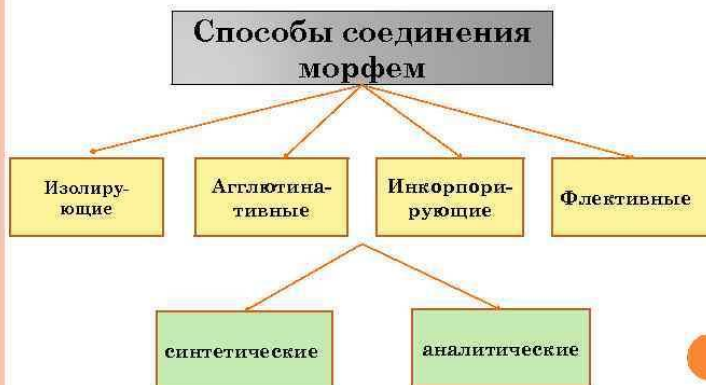 Способы соединения
морфем
Изолиру-
ющие
Агглютина-
тивные
Инкорпори-
рующие
Флективные
синтетические
аналитические